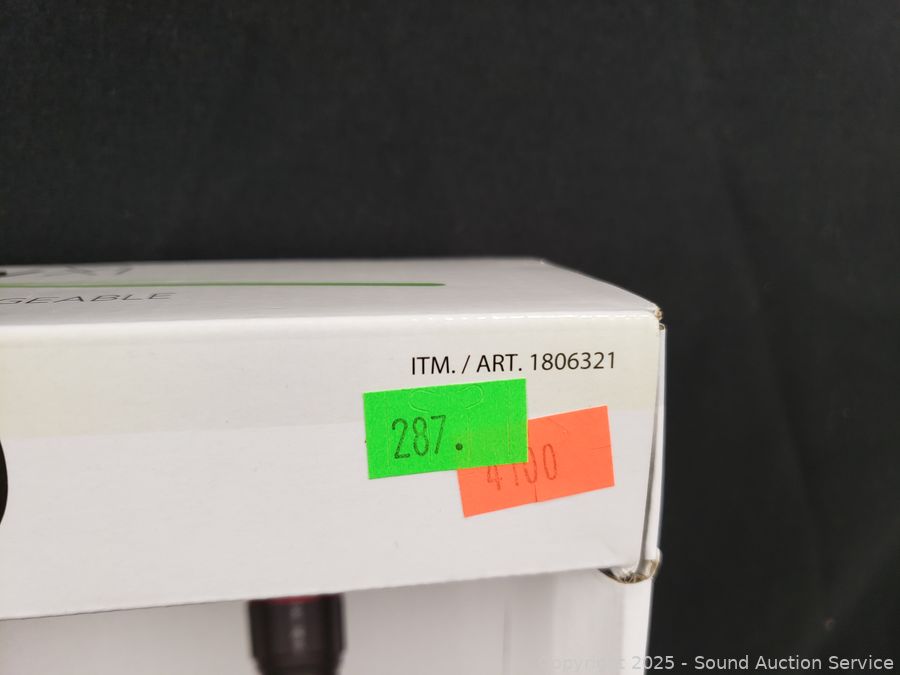 GEABLE
ITM. / ART. 1806321
287.
4100
Copyright 2025 - Sound Auction Service